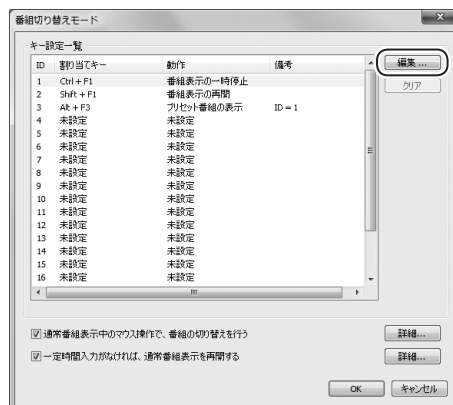 番組切り替えモード
キー設定一覧
ID 割り当てキー 動作 備考
編集 ...
クリア
1 Ctrl + F1 番組表示の一時停止
2 Shift + F1 番組表示の再開
3 Alt + F3 プリセット番組の表示 ID = 1
4 未設定 未設定
5 未設定 未設定
6 未設定 未設定
7 未設定 未設定
8 未設定 未設定
9 未設定 未設定
10 未設定 未設定
11 未設定 未設定
12 未設定 未設定
13 未設定 未設定
14 未設定 未設定
15 未設定 未設定
16 未設定 未設定
通常番組表示中のマウス操作で、番組の切り替えを行う 詳細...
一定時間入力がなければ、通常番組表示を再開する 詳細...
OK キャンセル